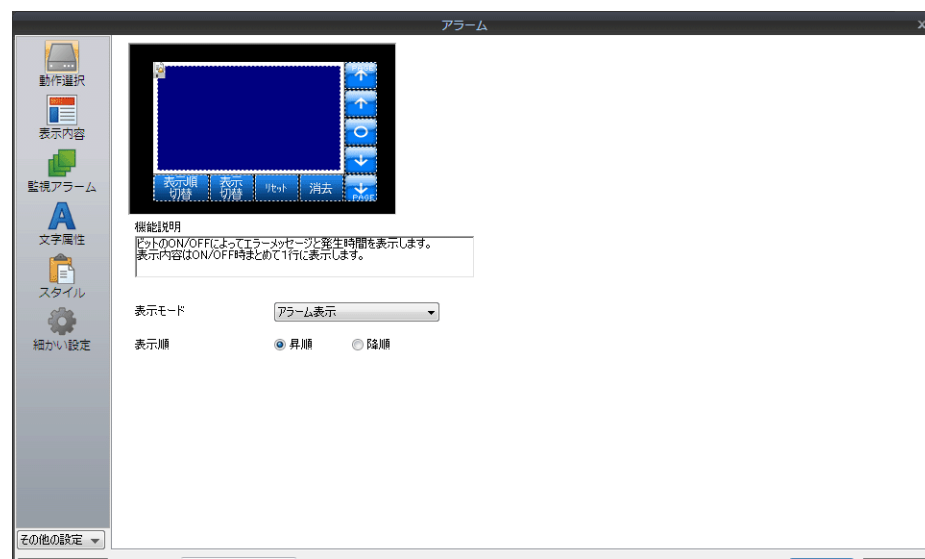 アラーム
動作選択
表示内容
監視アラーム
文字属性
スタイル
細かい設定
その他の設定
表示順
切替
表示
切替
リセット
消去
PAGE
機能説明
ビットのON/OFFによってエラーメッセージと発生時間を表示します。
表示内容はON/OFF時まとめて1行に表示します。
表示モード
アラーム表示
表示順
昇順
降順